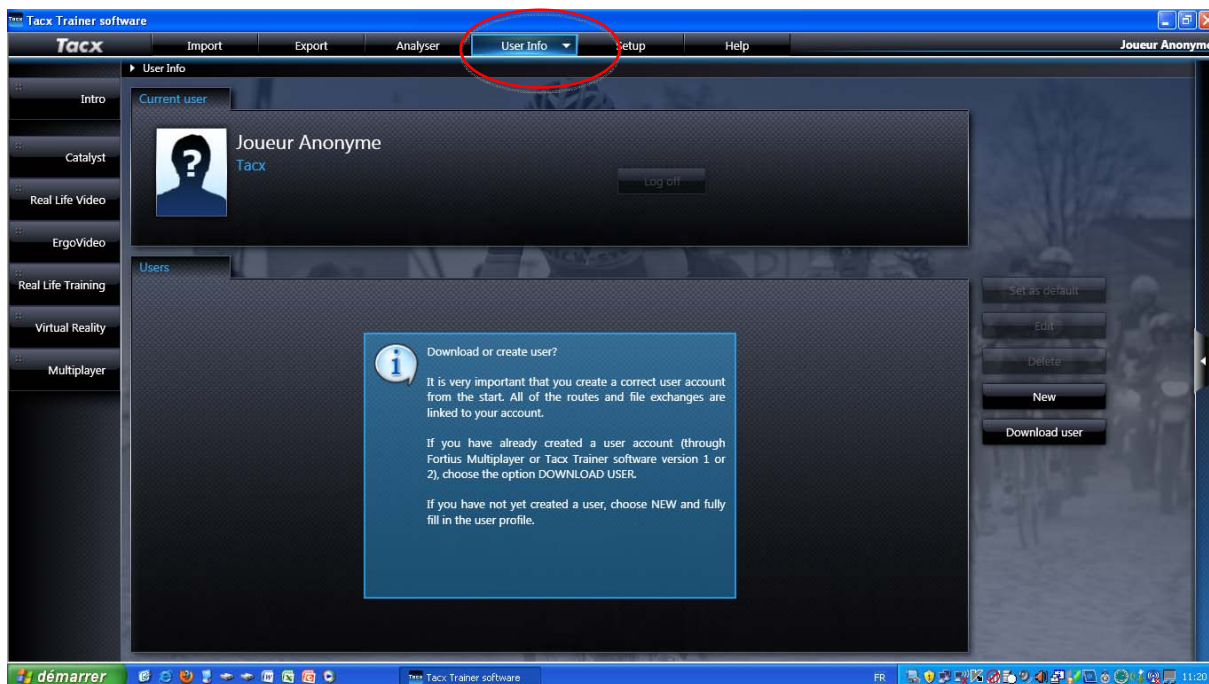 Tacx Trainer software
Tacx Import Export Analyser User Info Setup Help Joueur Anonyme
User Info
Intro
Catalyst
Real Life Video
ErgoVideo
Real Life Training
Virtual Reality
Multiplayer
Current user
Joueur Anonyme
Tacx
Log off
Users
Download or create user?
It is very important that you create a correct user account
from the start. All of the routes and file exchanges are
linked to your account.
If you have already created a user account (through
Fortius Multiplayer or Tacx Trainer software version 1 or
2), choose the option DOWNLOAD USER.
If you have not yet created a user, choose NEW and fully
fill in the user profile.
Set as default
Edit
Delete
New
Download user
démarrer Tacx Trainer software FR 11:20